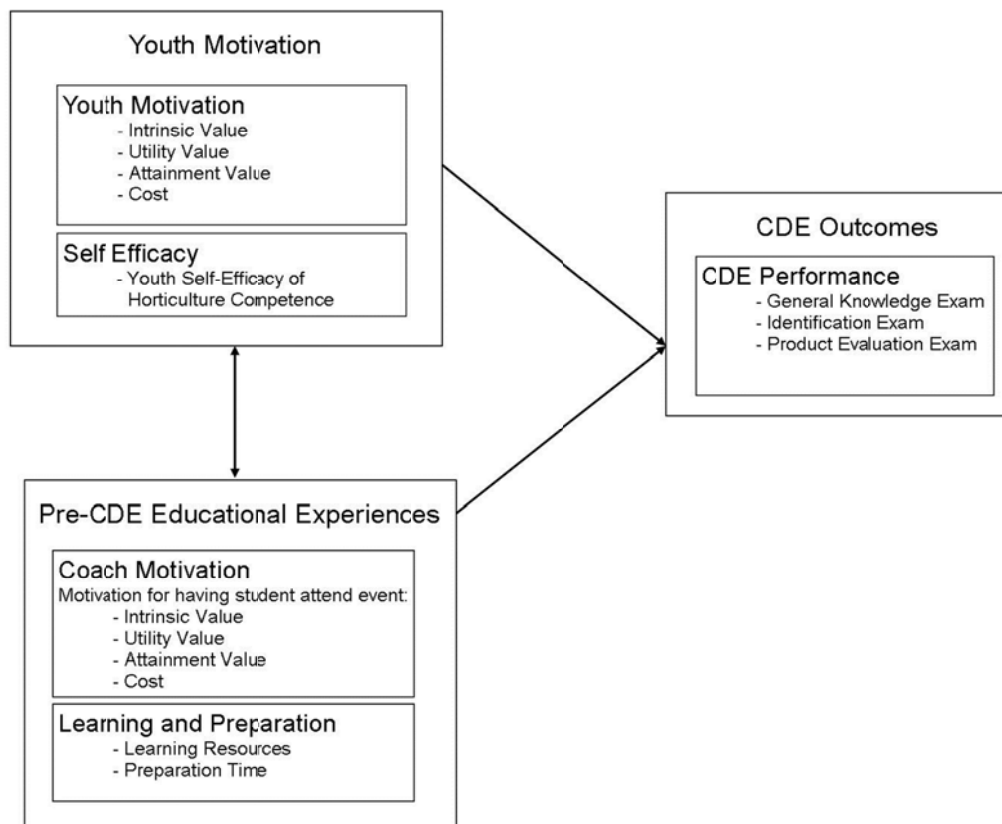 Youth Motivation
Youth Motivation
- Intrinsic Value
- Utility Value
- Attainment Value
- Cost
Self Efficacy
- Youth Self-Efficacy of
Horticulture Competence
CDE Outcomes
CDE Performance
- General Knowledge Exam
- Identification Exam
- Product Evaluation Exam
Pre-CDE Educational Experiences
Coach Motivation
Motivation for having student attend event:
- Intrinsic Value
- Utility Value
- Attainment Value
- Cost
Learning and Preparation
- Learning Resources
- Preparation Time